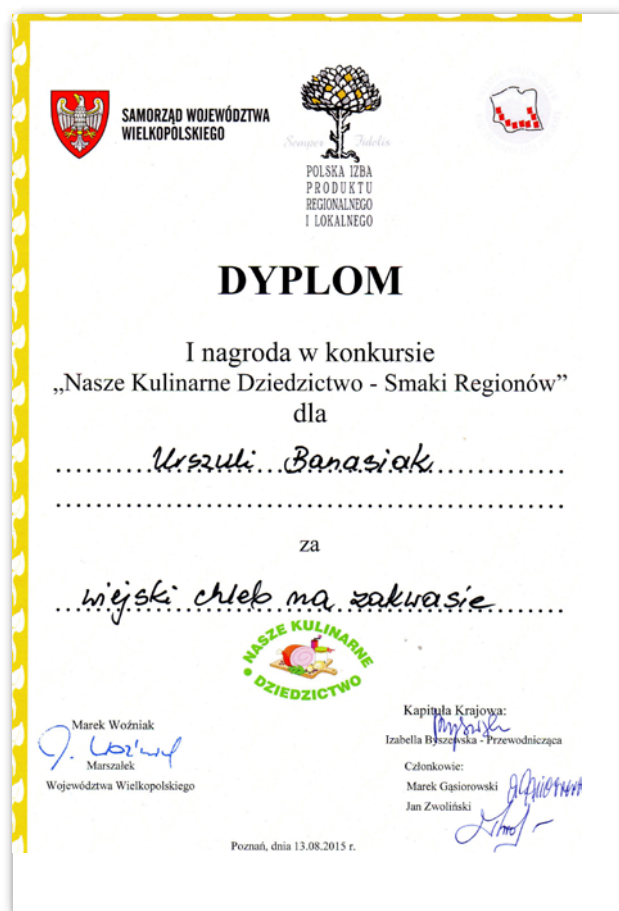 SAMORZĄD WOJEWÓDZTWA
WIELKOPOLSKIEGO
Semper Fidelis
POLSKA IZBA
PRODUKTU
REGIONALNEGO
I LOKALNEGO
DYPLOM
I nagroda w konkursie
„Nasze Kulinarne Dziedzictwo - Smaki Regionów”
dla
Urszuli Banasiak
za
wiejski chleb na zakwasie
NASZE KULINARNE
DZIEDZICTWO
Marek Woźniak
Marszałek
Województwa Wielkopolskiego
Kapituła Krajowa:
Izabella Byszewska - Przewodnicząca
Członkowie:
Marek Gąsiorowski
Jan Zwoliński
Poznań, dnia 13.08.2015 r.